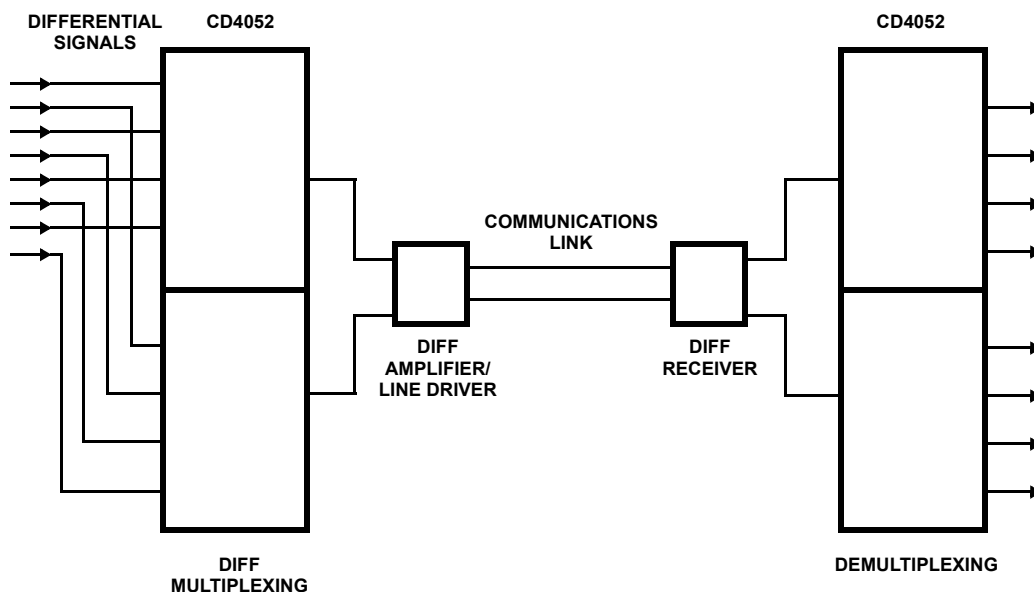 DIFFERENTIAL
SIGNALS
CD4052
CD4052
COMMUNICATIONS
LINK
DIFF
AMPLIFIER/
LINE DRIVER
DIFF
RECEIVER
DIFF
MULTIPLEXING
DEMULTIPLEXING